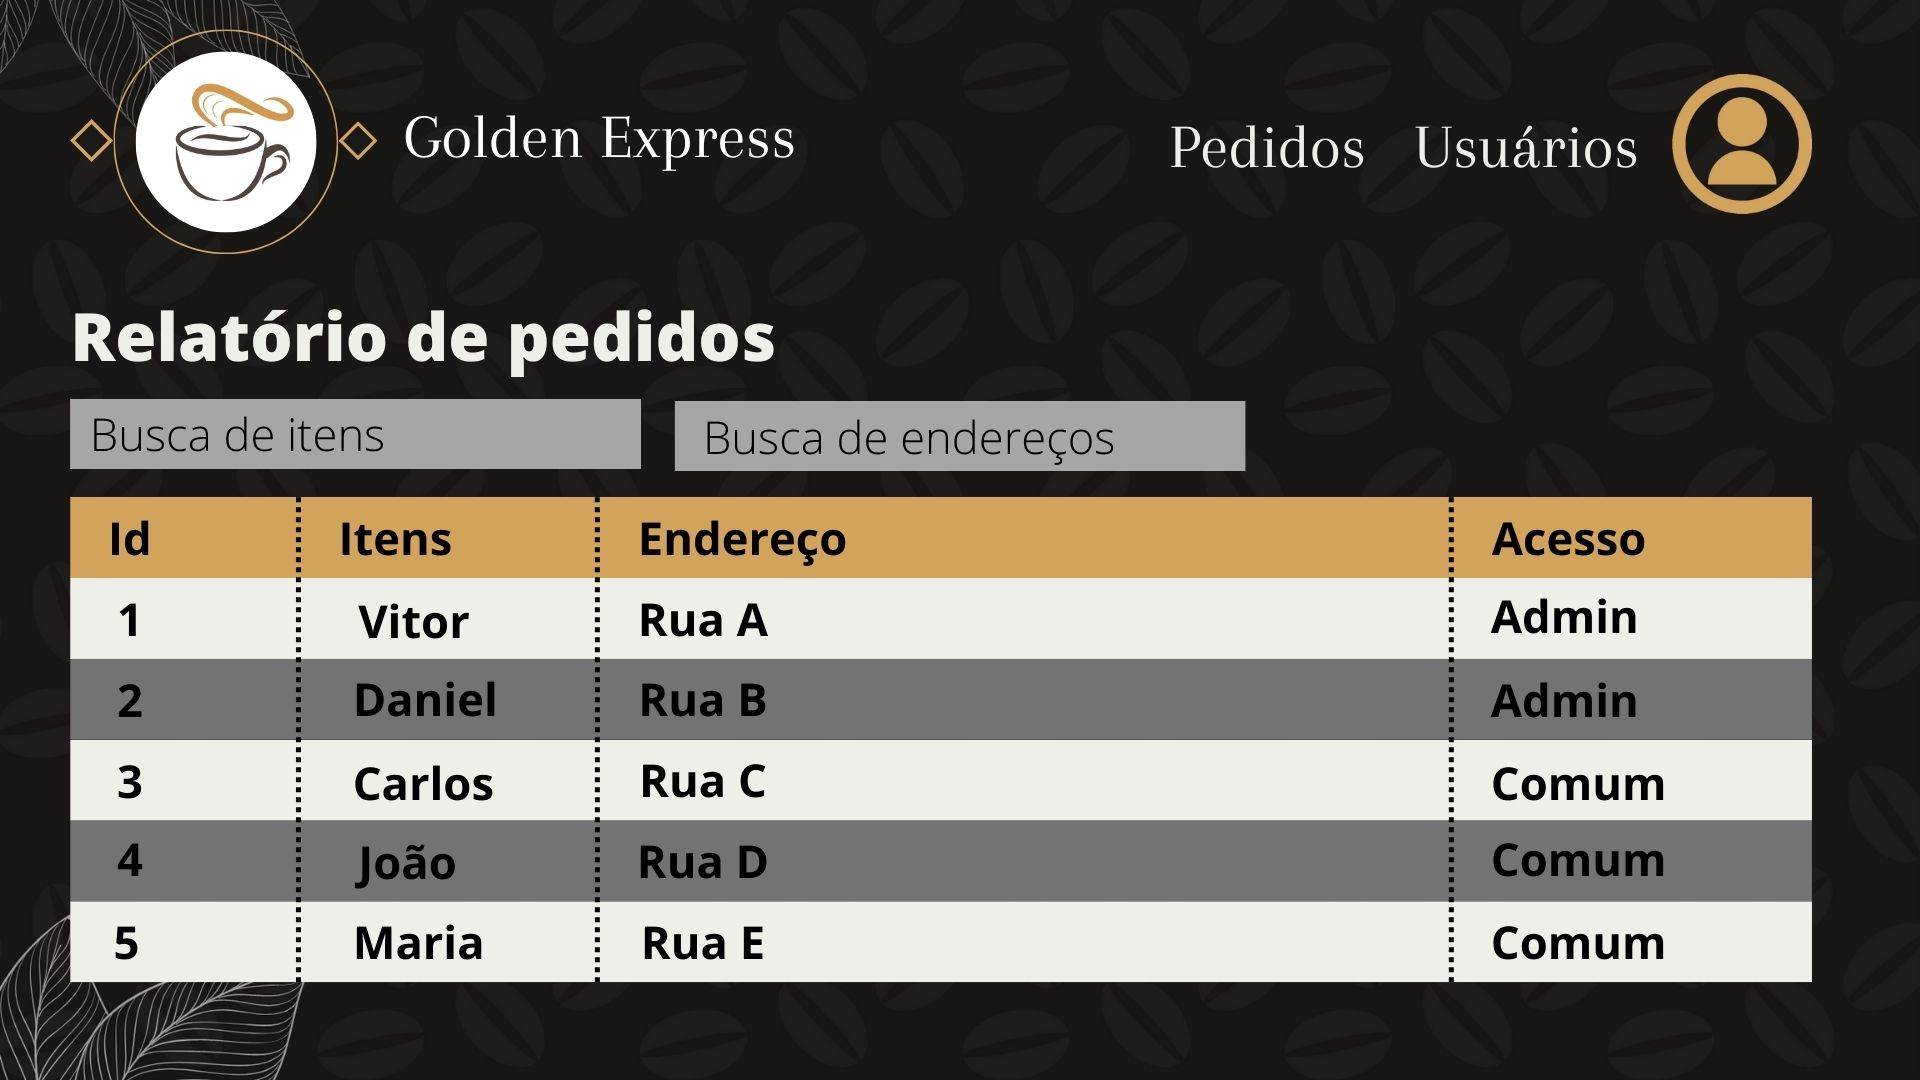 Golden Express
Pedidos Usuários
Relatório de pedidos
Busca de itens
Busca de endereços
Id Itens Endereço Acesso
1 Vitor Rua A Admin
2 Daniel Rua B Admin
3 Carlos Rua C Comum
4 João Rua D Comum
5 Maria Rua E Comum